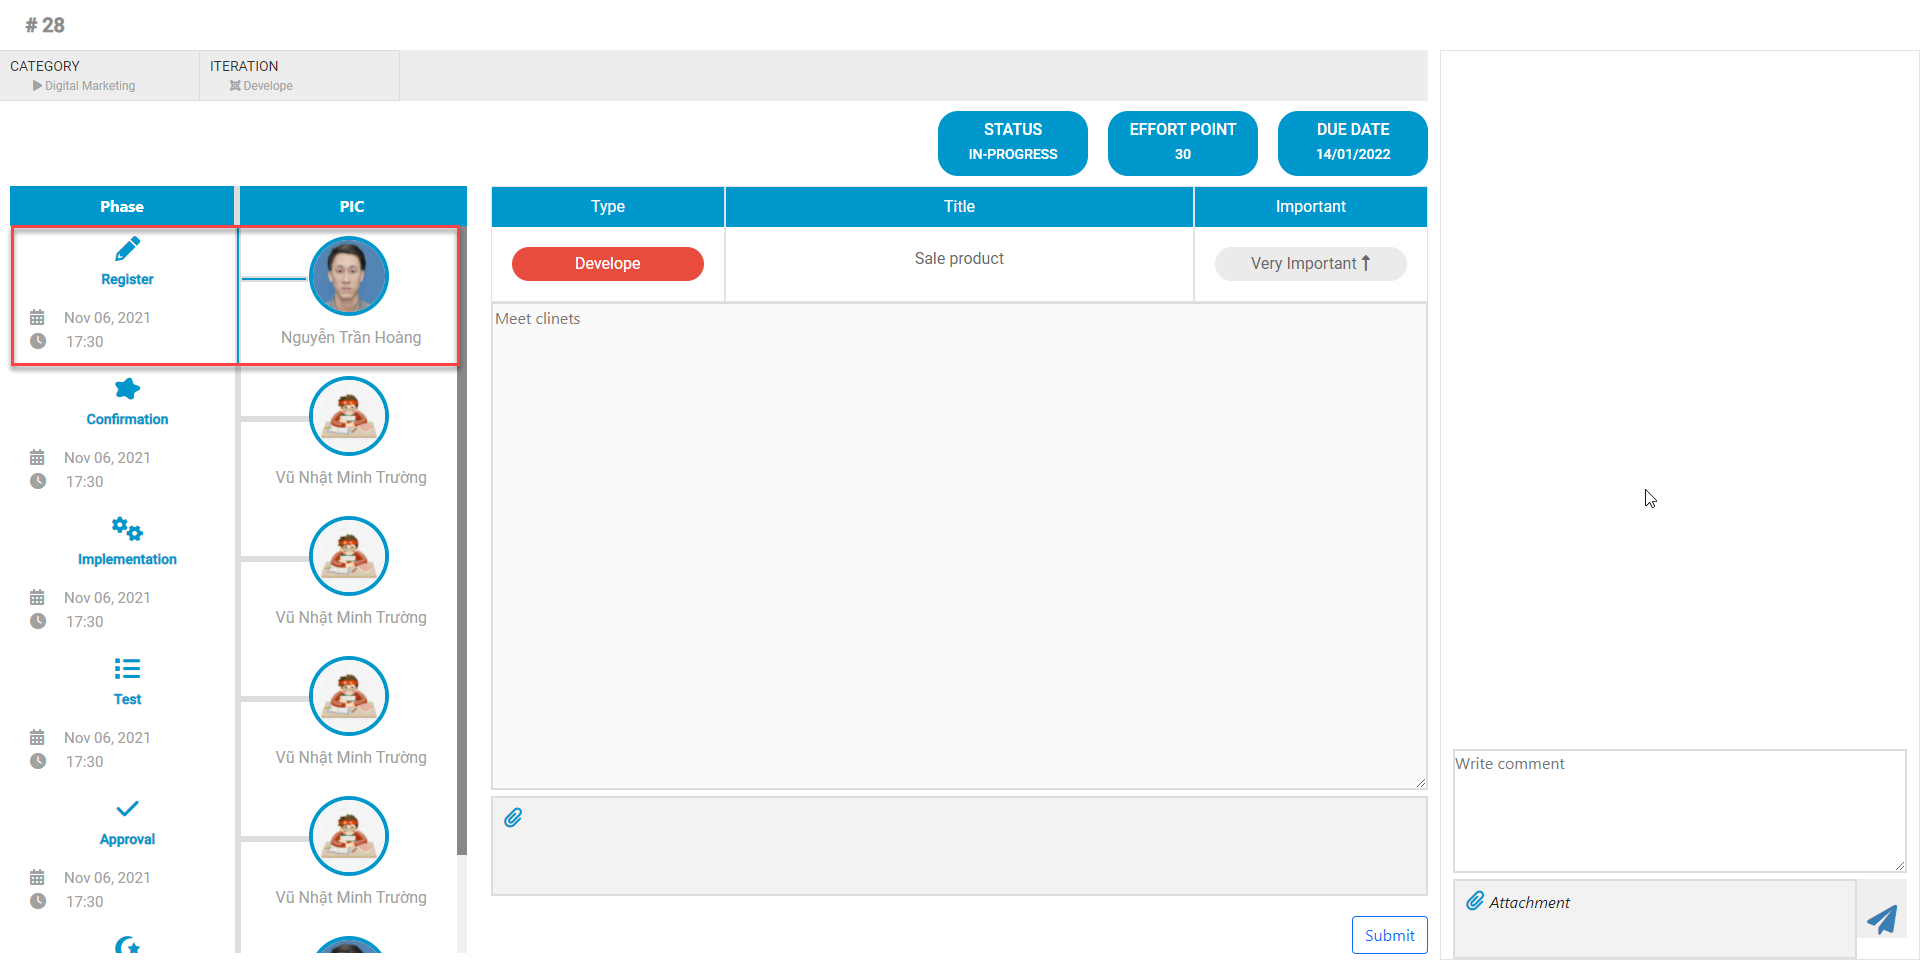 # 28
CATEGORY
Digital Marketing
ITERATION
Develope
STATUS
IN-PROGRESS
EFFORT POINT
30
DUE DATE
14/01/2022
Phase
PIC
Register
Nov 06, 2021
17:30
Nguyễn Trần Hoàng
Confirmation
Nov 06, 2021
17:30
Vũ Nhật Minh Trường
Implementation
Nov 06, 2021
17:30
Vũ Nhật Minh Trường
Test
Nov 06, 2021
17:30
Vũ Nhật Minh Trường
Approval
Nov 06, 2021
17:30
Vũ Nhật Minh Trường
Type
Title
Important
Develope
Sale product
Very Important
Meet clinets
Submit
Write comment
Attachment